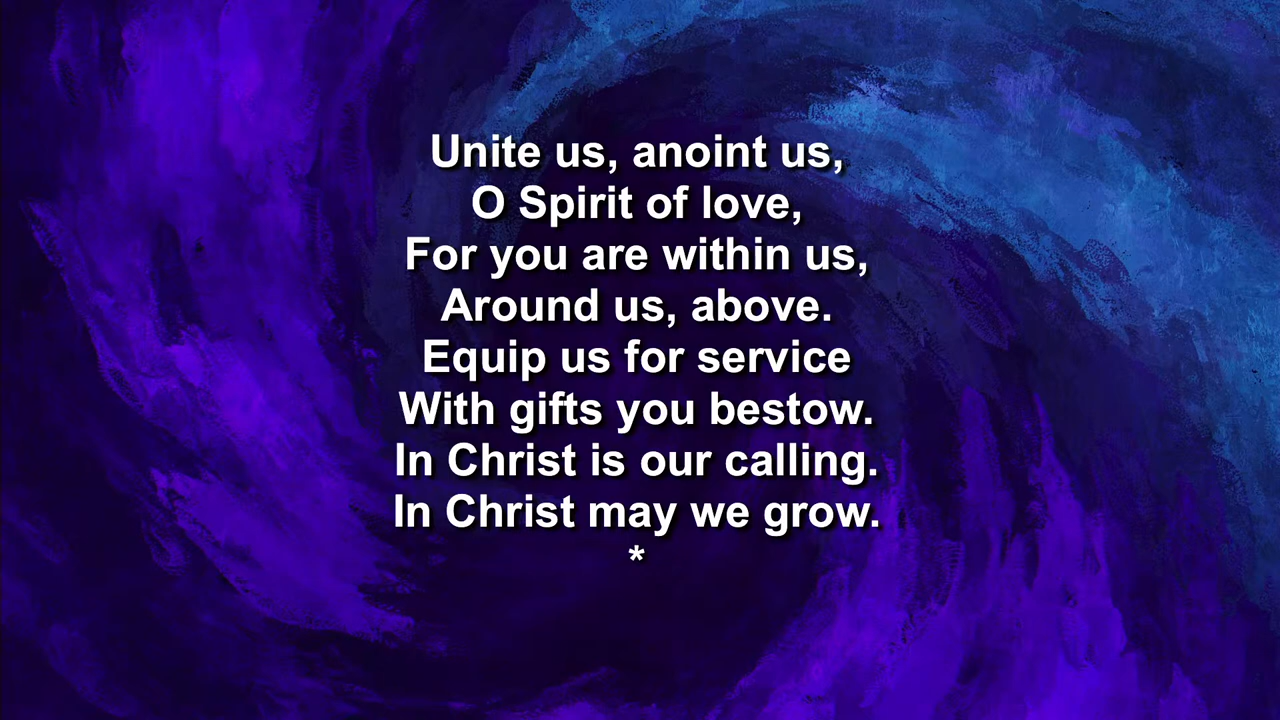 Unite us, anoint us,
O Spirit of love,
For you are within us,
Around us, above.
Equip us for service
With gifts you bestow.
In Christ is our calling.
In Christ may we grow.
*